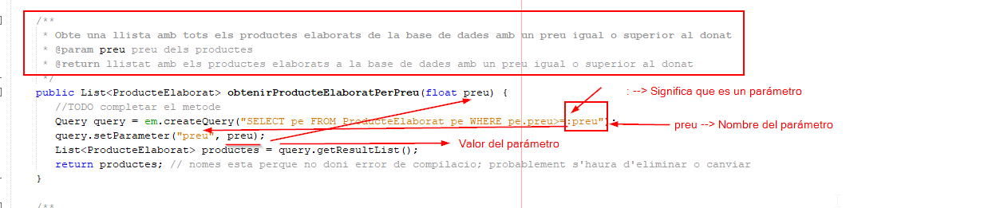 /**
* Obte una llista amb tots els productes elaborats de la base de dades amb un preu igual o superior al donat
* @param preu preu dels productes
* @return llistat amb els productes elaborats a la base de dades amb un preu igual o superior al donat
*/
public List<ProducteElaborat> obtenirProducteElaboratPerPreu(float preu) {
: --> Significa que es un parámetro
//TODO completar el metode
Query query = em.createQuery("SELECT pe FROM ProducteElaborat pe WHERE pe.preu>=:preu");
preu --> Nombre del parámetro
query.setParameter("preu", preu);
Valor del parámetro
List<ProducteElaborat> productes = query.getResultList();
return productes; // nomes esta perque no doni error de compilacio; probablement s'haura d'eliminar o canviar
}
/**